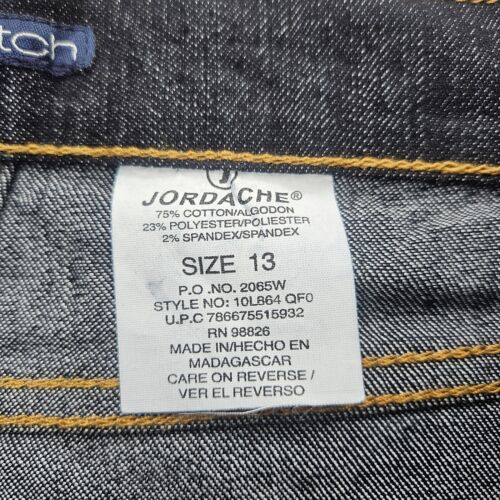 tch
JORDACHE®
75% COTTON/ALGODON
23% POLYESTER/POLIESTER
2% SPANDEX/SPANDEX
SIZE 13
P.O .NO. 2065W
STYLE NO: 10L864 QF0
U.P.C 786675515932
RN 98826
MADE IN/HECHO EN
MADAGASCAR
CARE ON REVERSE /
VER EL REVERSO